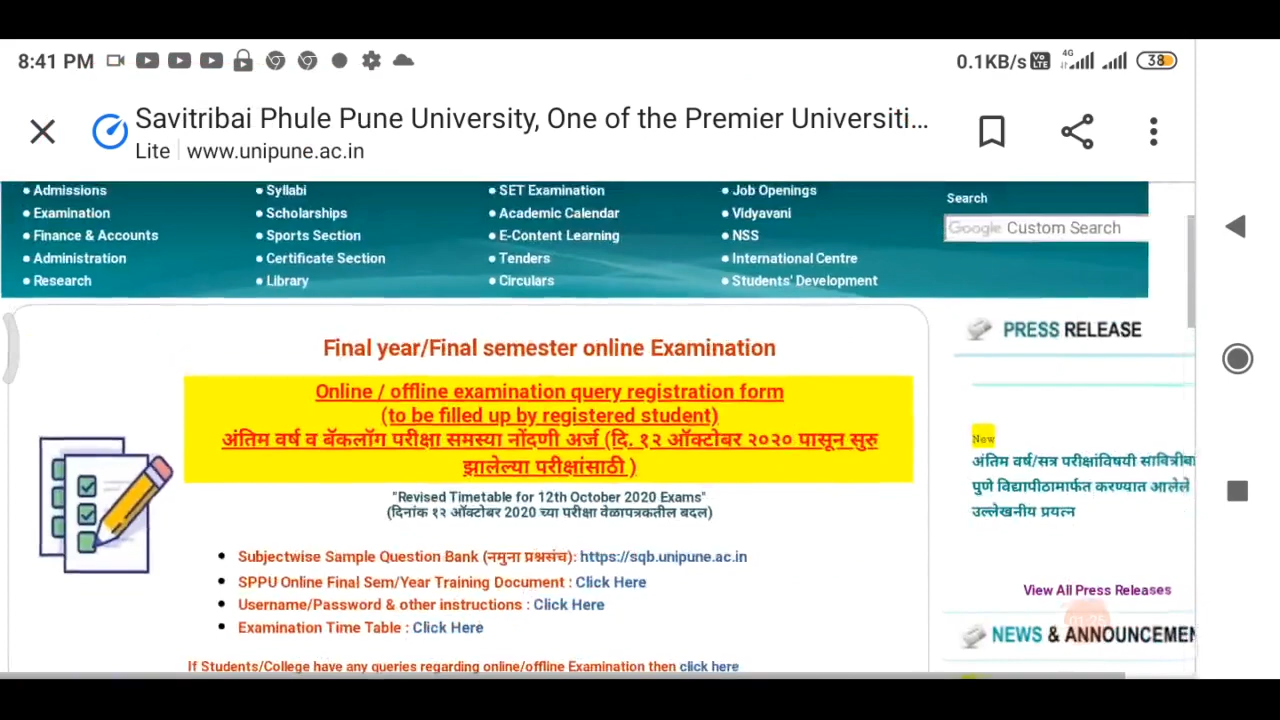 8:41 PM
0.1KB/s Vo LTE 4G 38
Savitribai Phule Pune University, One of the Premier Universiti...
Lite www.unipune.ac.in
Admissions Syllabi SET Examination Job Openings Search
Examination Scholarships Academic Calendar Vidyavani Google Custom Search
Finance & Accounts Sports Section E-Content Learning NSS
Administration Certificate Section Tenders International Centre
Research Library Circulars Students' Development
Final year/Final semester online Examination
Online / offline examination query registration form
(to be filled up by registered student)
अंतिम वर्ष व बॅकलॉग परीक्षा समस्या नोंदणी अर्ज (दि. १२ ऑक्टोबर २०२० पासून सुरु
झालेल्या परीक्षांसाठी )
"Revised Timetable for 12th October 2020 Exams"
(दिनांक १२ ऑक्टोबर 2020 च्या परीक्षा वेळापत्रकतील बदल)
Subjectwise Sample Question Bank (नमुना प्रश्नसंच): https://sqb.unipune.ac.in
SPPU Online Final Sem/Year Training Document : Click Here
Username/Password & other instructions : Click Here
Examination Time Table : Click Here
If Students/College have any queries regarding online/offline Examination then click here
PRESS RELEASE
New
अंतिम वर्ष/सत्र परीक्षांविषयी सावित्रीबा
पुणे विद्यापीठामार्फत करण्यात आलेले
उल्लेखनीय प्रयत्न
View All Press Releases
01:25
NEWS & ANNOUNCEMEN